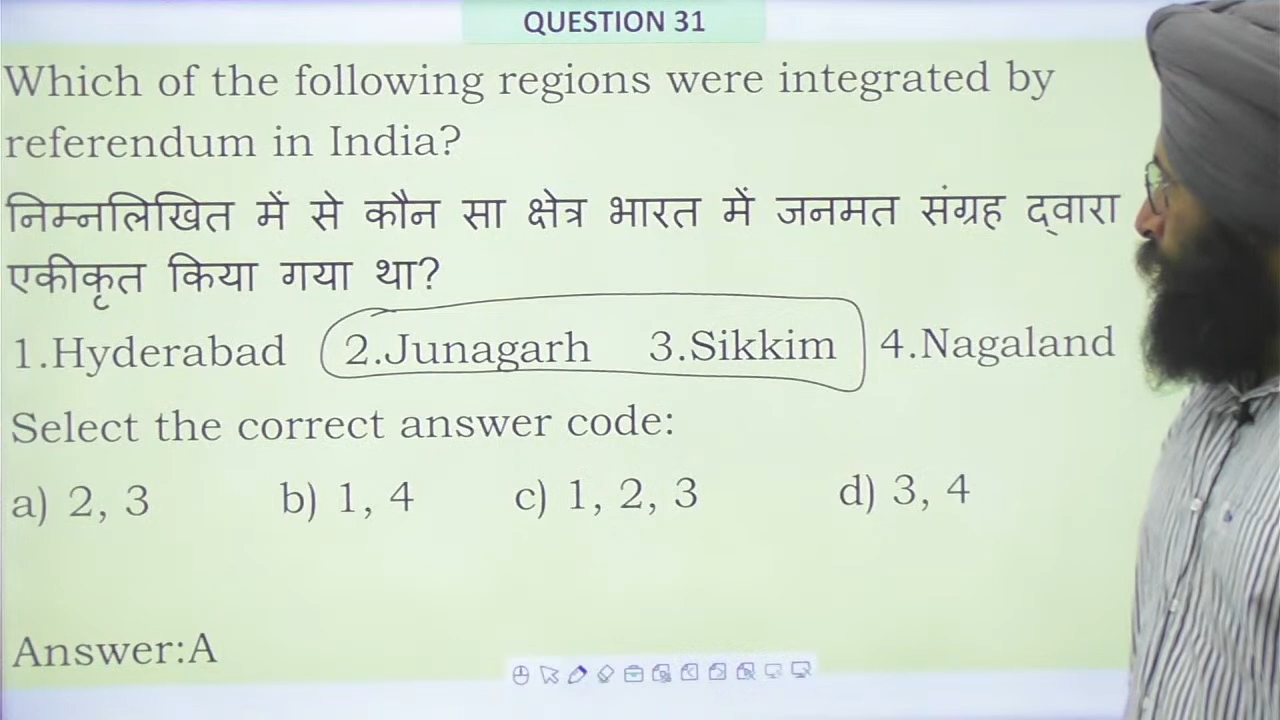 QUESTION 31
Which of the following regions were integrated by
referendum in India?
निम्नलिखित में से कौन सा क्षेत्र भारत में जनमत संग्रह द्वारा
एकीकृत किया गया था?
1.Hyderabad 2.Junagarh 3.Sikkim 4.Nagaland
Select the correct answer code:
a) 2, 3 b) 1, 4 c) 1, 2, 3 d) 3, 4
Answer:A